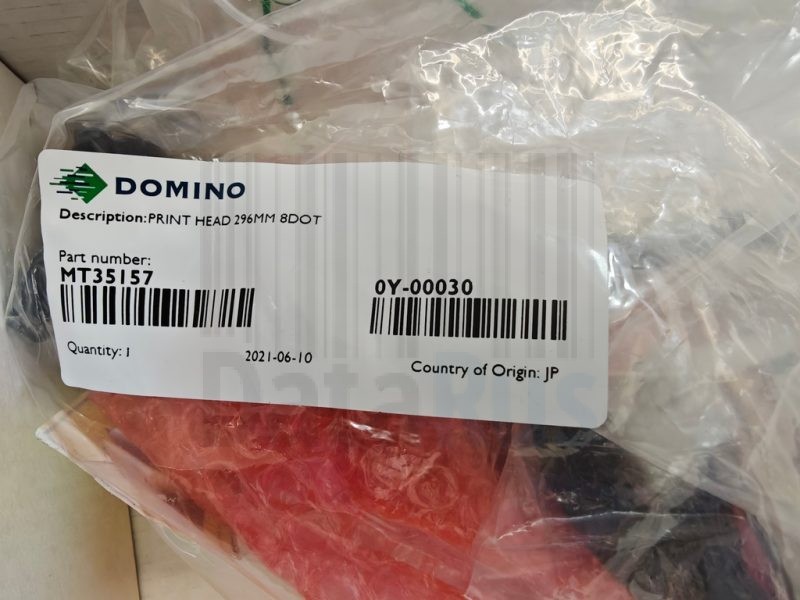 DOMINO
Description:PRINT HEAD 296MM 8DOT
Part number:
MT35157
0Y-00030
Quantity: 1
2021-06-10
Country of Origin: JP
DataPlus